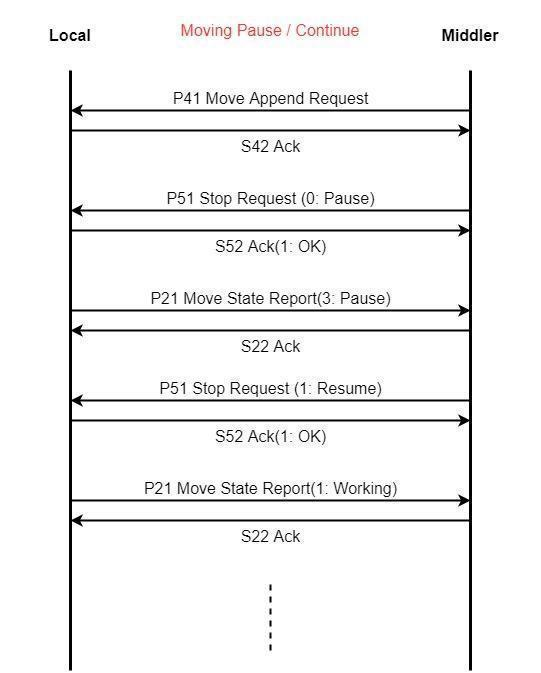 Local
Moving Pause / Continue
Middler
P41 Move Append Request
S42 Ack
P51 Stop Request (0: Pause)
S52 Ack(1: OK)
P21 Move State Report(3: Pause)
S22 Ack
P51 Stop Request (1: Resume)
S52 Ack(1: OK)
P21 Move State Report(1: Working)
S22 Ack